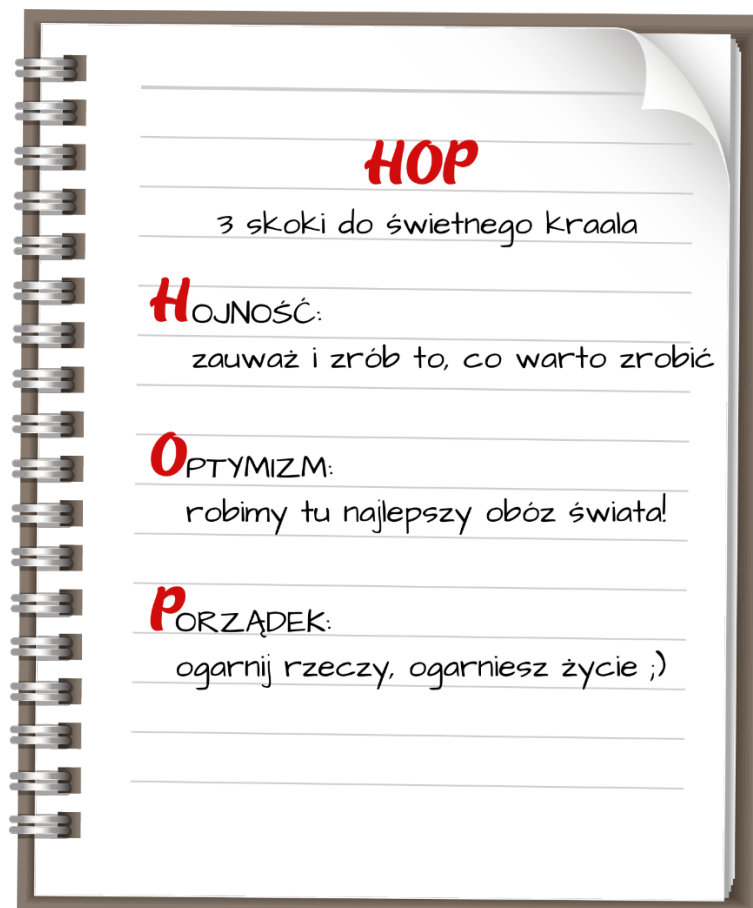 HOP
3 skoki do świetnego kraala
HOJNOŚĆ:
zauważ i zrób to, co warto zrobić
OPTYMIZM:
robimy tu najlepszy obóz świata!
PORZĄDEK:
ogarnij rzeczy, ogarniesz życie ;)